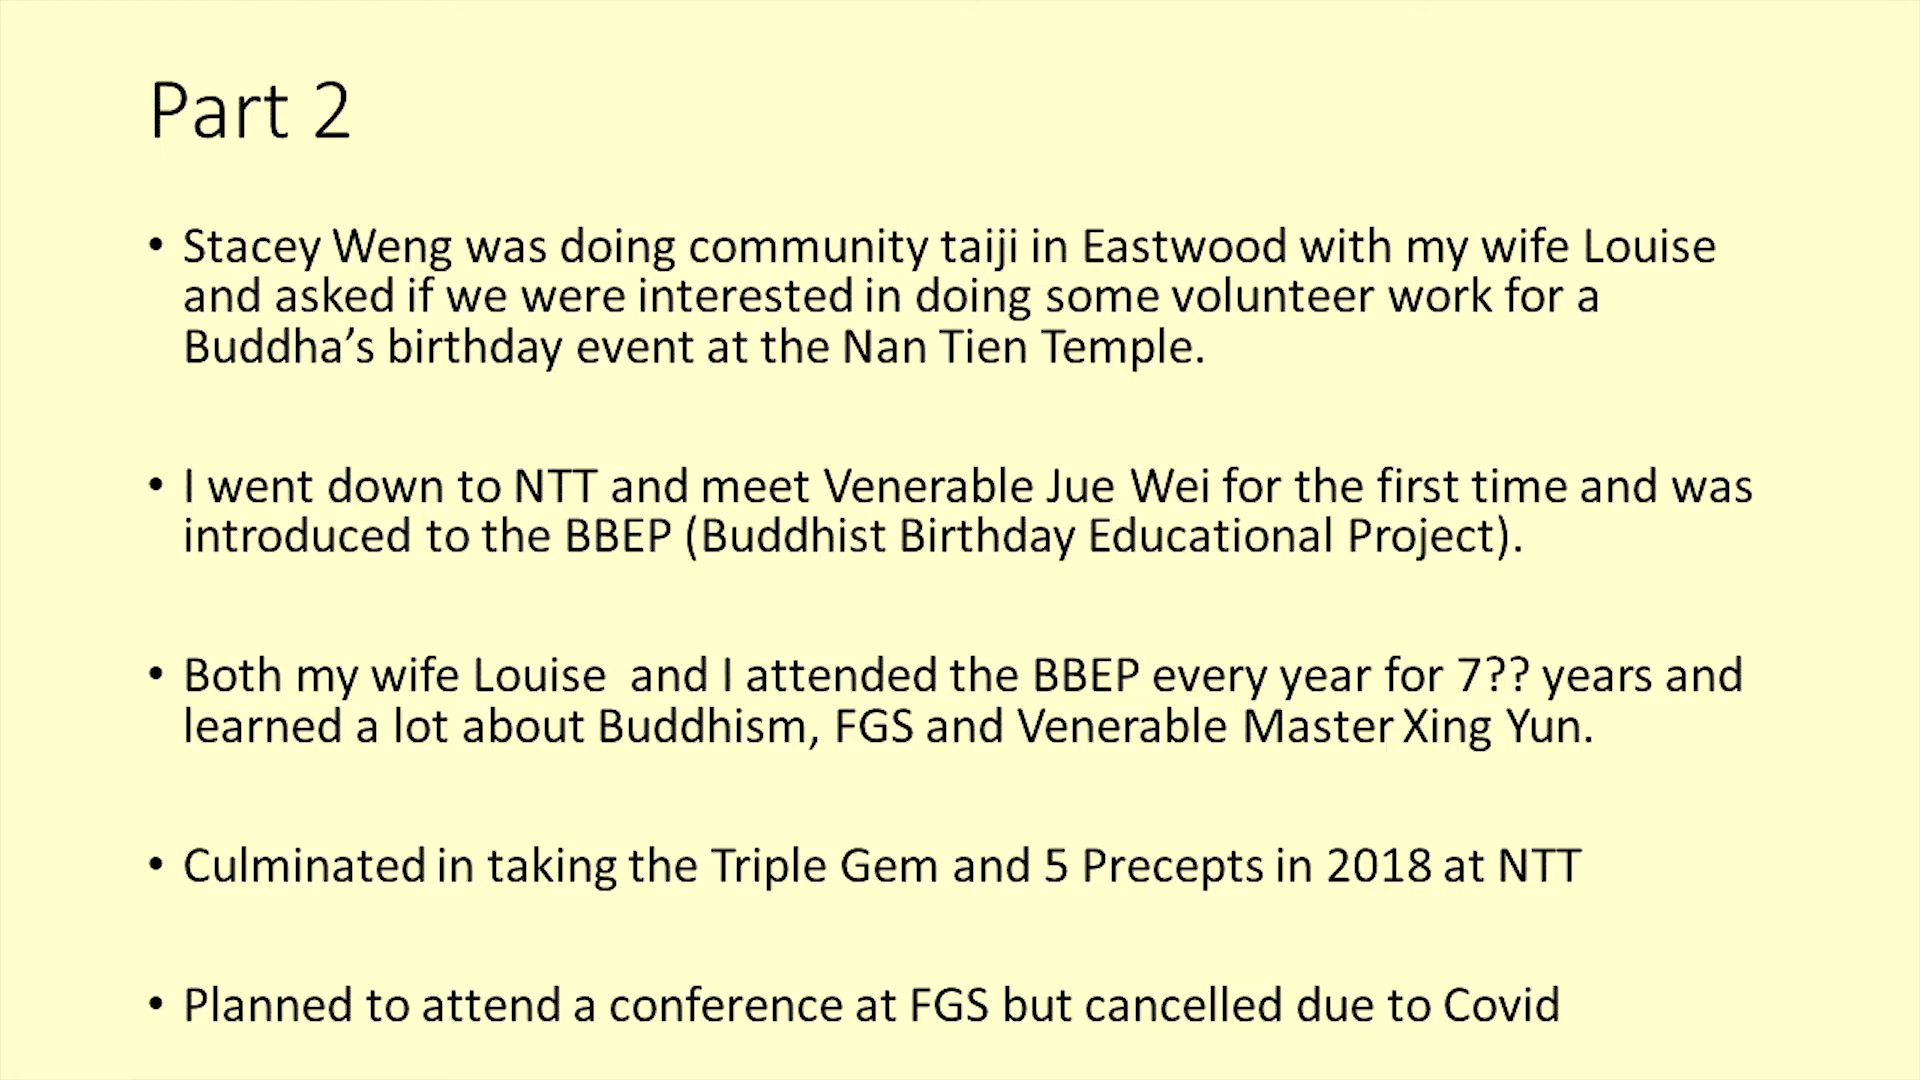 Part 2
• Stacey Weng was doing community taiji in Eastwood with my wife Louise
and asked if we were interested in doing some volunteer work for a
Buddha’s birthday event at the Nan Tien Temple.
• I went down to NTT and meet Venerable Jue Wei for the first time and was
introduced to the BBEP (Buddhist Birthday Educational Project).
• Both my wife Louise  and I attended the BBEP every year for 7?? years and
learned a lot about Buddhism, FGS and Venerable Master Xing Yun.
• Culminated in taking the Triple Gem and 5 Precepts in 2018 at NTT
• Planned to attend a conference at FGS but cancelled due to Covid